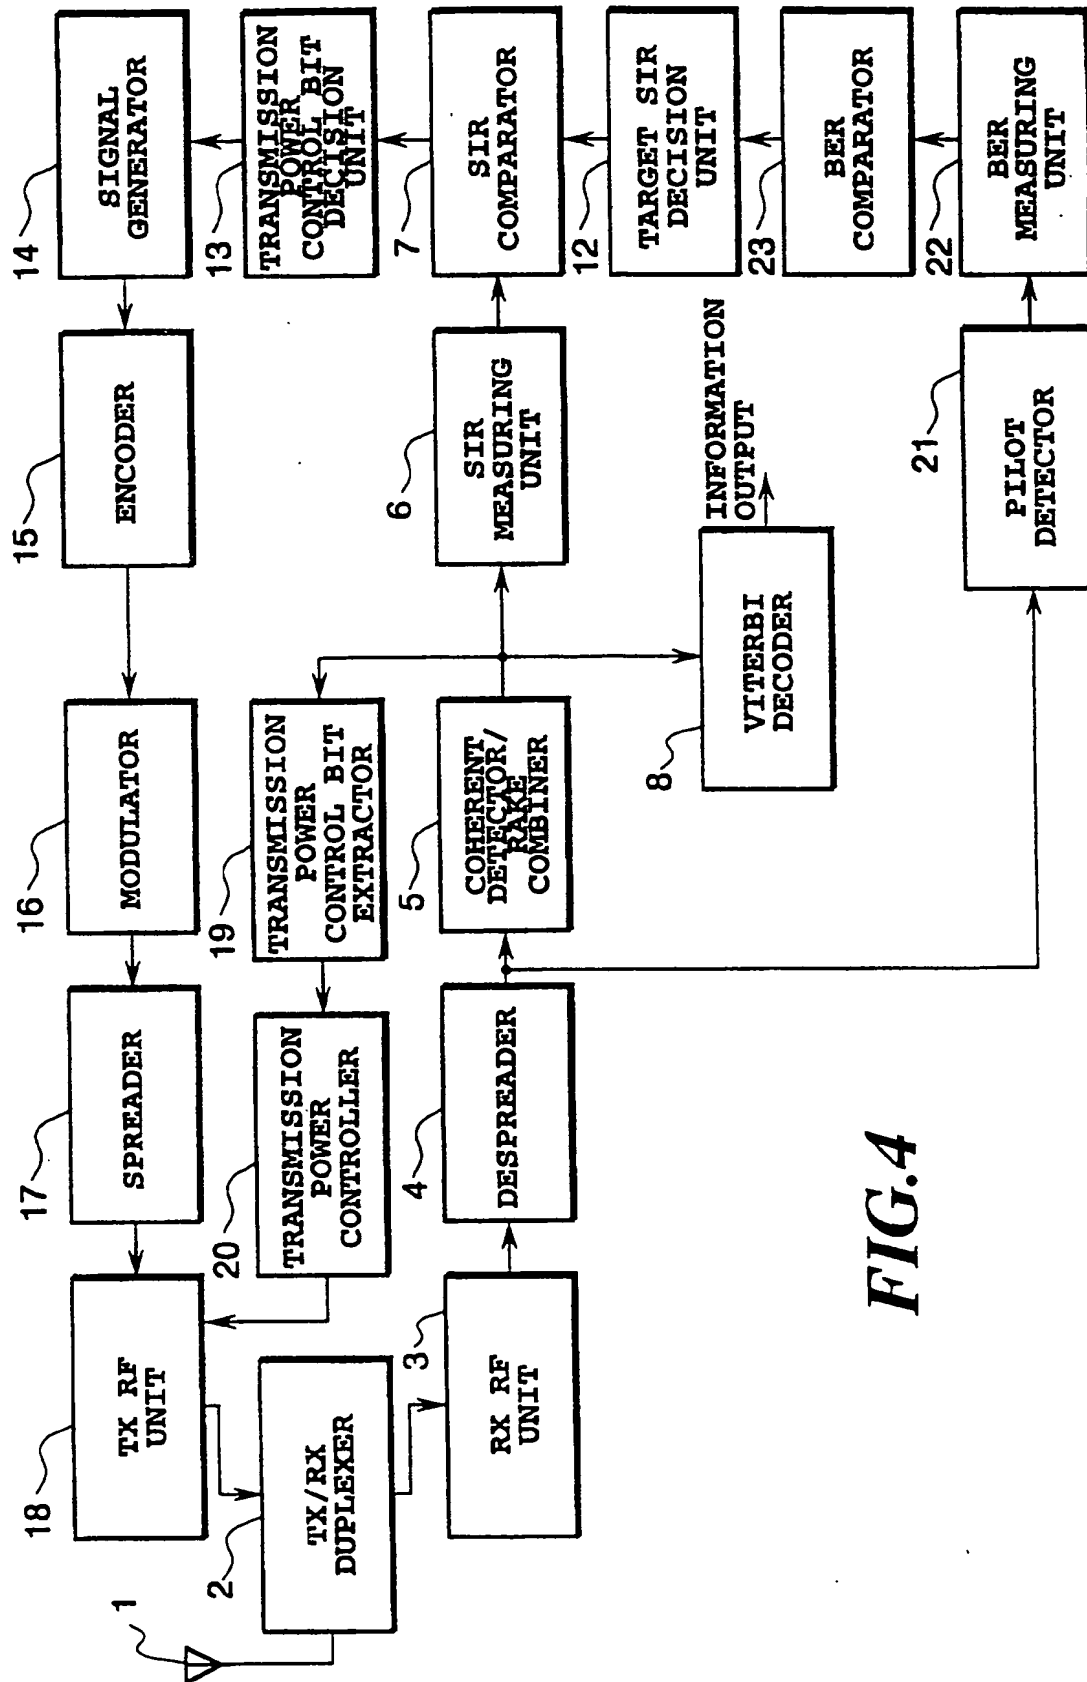 14
SIGNAL
GENERATOR
15
ENCODER
16
MODULATOR
17
SPREADER
18
TX RF
UNIT
13
TRANSMISSION
POWER
CONTROL BIT
DECISION
UNIT
19
TRANSMISSION
POWER
CONTROL BIT
EXTRACTOR
20
TRANSMISSION
POWER
CONTROLLER
1
2
TX/RX
DUPLEXER
3
RX RF
UNIT
4
DESPREADER
5
COHERENT
DETECTOR/
RAKE
COMBINER
6
SIR
MEASURING
UNIT
7
SIR
COMPARATOR
12
TARGET SIR
DECISION
UNIT
8
VITERBI
DECODER
INFORMATION
OUTPUT
23
BER
COMPARATOR
22
BER
MEASURING
UNIT
21
PILOT
DETECTOR
FIG.4